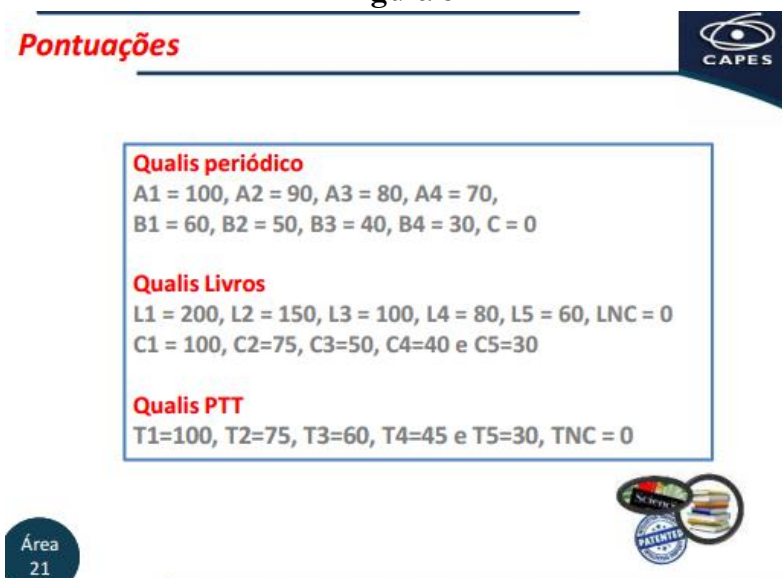 Pontuações
CAPES
Qualis periódico
A1 = 100, A2 = 90, A3 = 80, A4 = 70,
B1 = 60, B2 = 50, B3 = 40, B4 = 30, C = 0
Qualis Livros
L1 = 200, L2 = 150, L3 = 100, L4 = 80, L5 = 60, LNC = 0
C1 = 100, C2=75, C3=50, C4=40 e C5=30
Qualis PTT
T1=100, T2=75, T3=60, T4=45 e T5=30, TNC = 0
Science
PATENTED
Área
21